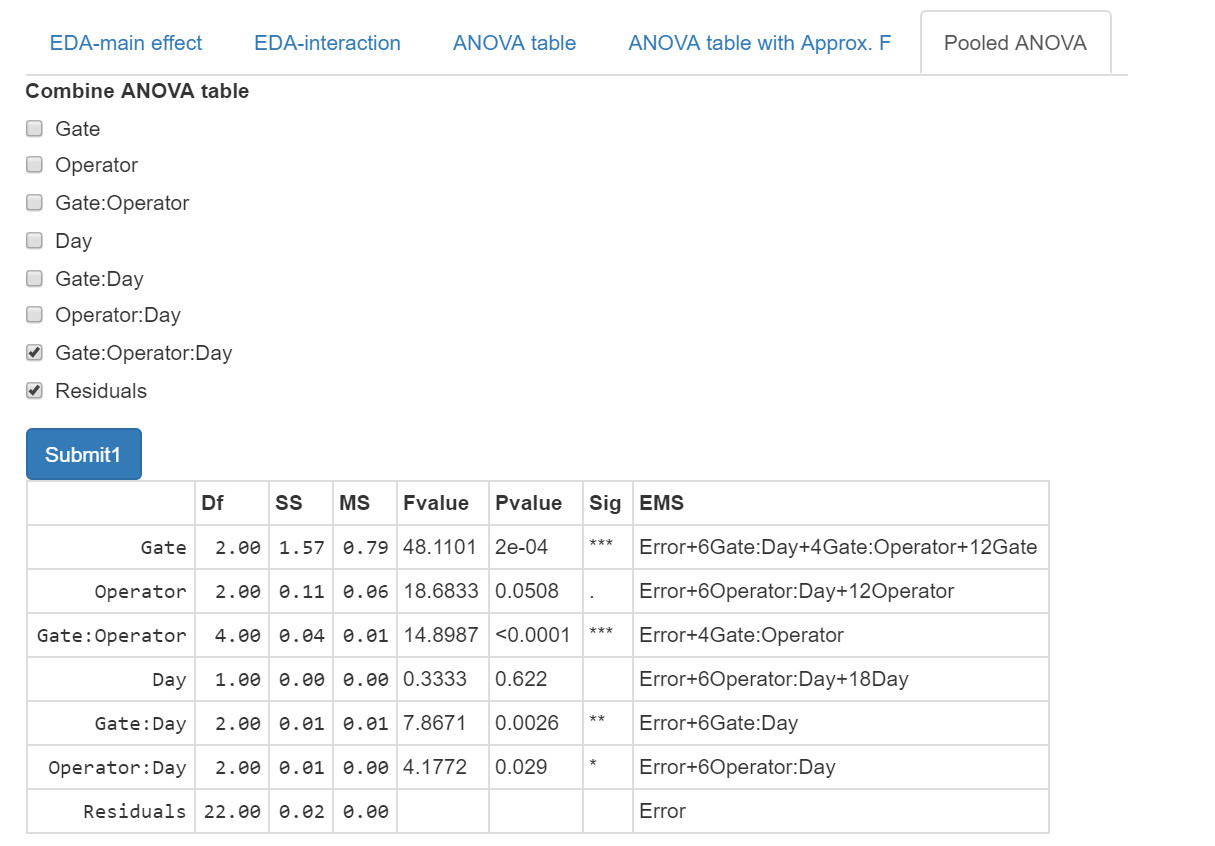 EDA-main effect EDA-interaction ANOVA table ANOVA table with Approx. F Pooled ANOVA
Combine ANOVA table
Gate
Operator
Gate:Operator
Day
Gate:Day
Operator:Day
Gate:Operator:Day
Residuals
Submit1
Df SS MS Fvalue Pvalue Sig EMS
Gate 2.00 1.57 0.79 48.1101 2e-04 *** Error+6Gate:Day+4Gate:Operator+12Gate
Operator 2.00 0.11 0.06 18.6833 0.0508 . Error+6Operator:Day+12Operator
Gate:Operator 4.00 0.04 0.01 14.8987 <0.0001 *** Error+4Gate:Operator
Day 1.00 0.00 0.00 0.3333 0.622 Error+6Operator:Day+18Day
Gate:Day 2.00 0.01 0.01 7.8671 0.0026 ** Error+6Gate:Day
Operator:Day 2.00 0.01 0.00 4.1772 0.029 * Error+6Operator:Day
Residuals 22.00 0.02 0.00 Error